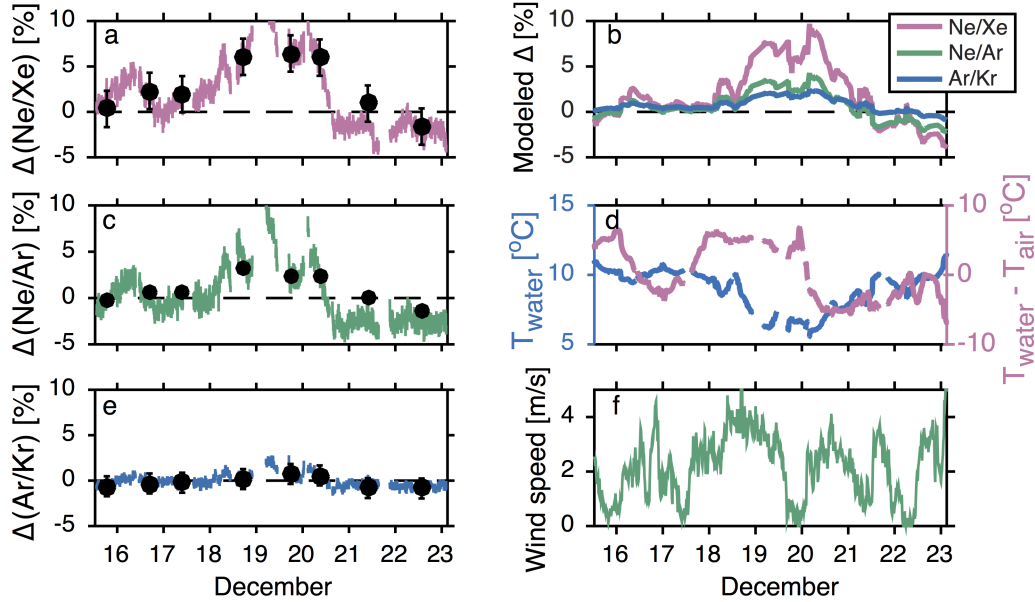 Δ(Ne/Xe) [%]
10
5
0
-5
a
Modeled Δ [%]
10
5
0
-5
b
Ne/Xe
Ne/Ar
Ar/Kr
Δ(Ne/Ar) [%]
10
5
0
-5
c
T_water [°C]
15
10
5
d
10
0
-10
T_water - T_air [°C]
Δ(Ar/Kr) [%]
10
5
0
-5
e
16 17 18 19 20 21 22 23
December
Wind speed [m/s]
4
2
0
f
16 17 18 19 20 21 22 23
December